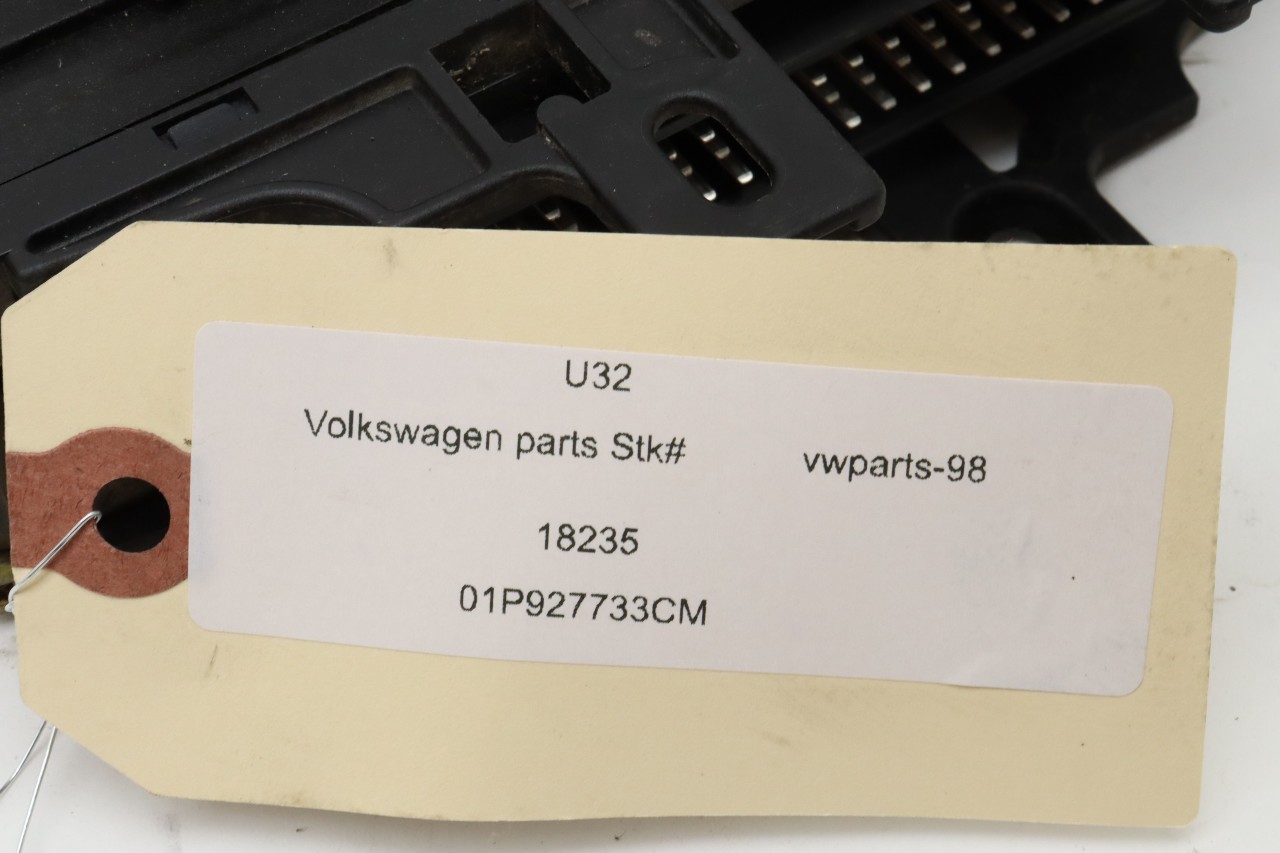 U32
Volkswagen parts Stk# vwparts-98
18235
01P927733CM